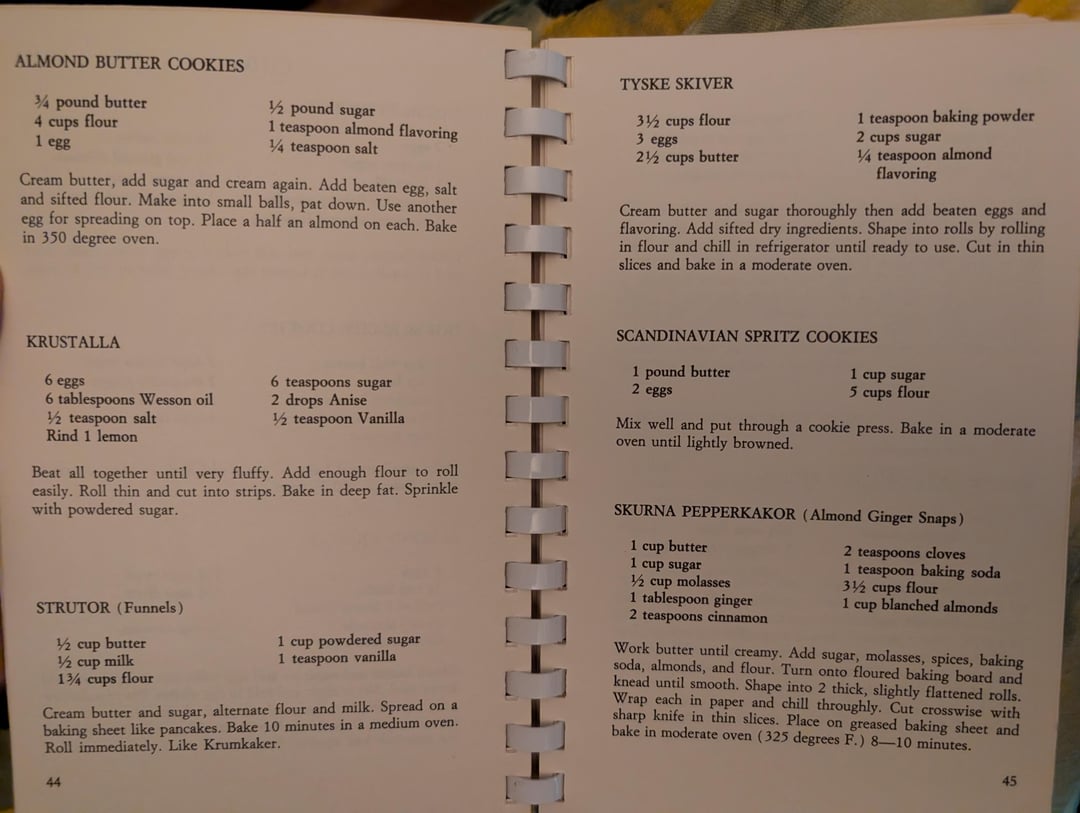 ALMOND BUTTER COOKIES
¾ pound butter
4 cups flour
1 egg
½ pound sugar
1 teaspoon almond flavoring
¼ teaspoon salt
Cream butter, add sugar and cream again. Add beaten egg, salt
and sifted flour. Make into small balls, pat down. Use another
egg for spreading on top. Place a half an almond on each. Bake
in 350 degree oven.
KRUSTALLA
6 eggs
6 tablespoons Wesson oil
½ teaspoon salt
Rind 1 lemon
6 teaspoons sugar
2 drops Anise
½ teaspoon Vanilla
Beat all together until very fluffy. Add enough flour to roll
easily. Roll thin and cut into strips. Bake in deep fat. Sprinkle
with powdered sugar.
STRUTOR (Funnels)
½ cup butter
½ cup milk
1¾ cups flour
1 cup powdered sugar
1 teaspoon vanilla
Cream butter and sugar, alternate flour and milk. Spread on a
baking sheet like pancakes. Bake 10 minutes in a medium oven.
Roll immediately. Like Krumkaker.
44
TYSKE SKIVER
3½ cups flour
3 eggs
2½ cups butter
1 teaspoon baking powder
2 cups sugar
¼ teaspoon almond
flavoring
Cream butter and sugar thoroughly then add beaten eggs and
flavoring. Add sifted dry ingredients. Shape into rolls by rolling
in flour and chill in refrigerator until ready to use. Cut in thin
slices and bake in a moderate oven.
SCANDINAVIAN SPRITZ COOKIES
1 pound butter
2 eggs
1 cup sugar
5 cups flour
Mix well and put through a cookie press. Bake in a moderate
oven until lightly browned.
SKURNA PEPPERKAKOR (Almond Ginger Snaps)
1 cup butter
1 cup sugar
½ cup molasses
1 tablespoon ginger
2 teaspoons cinnamon
2 teaspoons cloves
1 teaspoon baking soda
3½ cups flour
1 cup blanched almonds
Work butter until creamy. Add sugar, molasses, spices, baking
soda, almonds, and flour. Turn onto floured baking board and
knead until smooth. Shape into 2 thick, slightly flattened rolls.
Wrap each in paper and chill throughly. Cut crosswise with
sharp knife in thin slices. Place on greased baking sheet and
bake in moderate oven (325 degrees F.) 8—10 minutes.
45